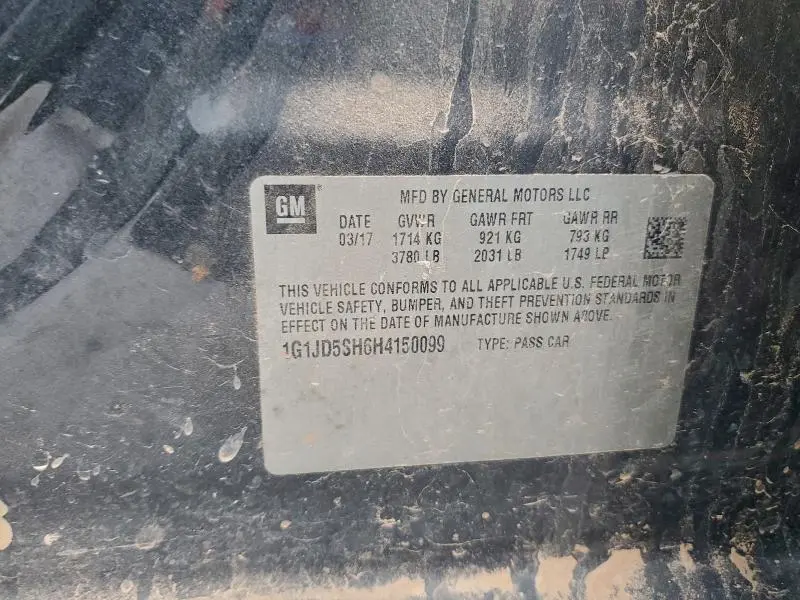 GM
MFD BY GENERAL MOTORS LLC
DATE GVWR GAWR FRT GAWR RR
03/17 1714 KG 921 KG 793 KG
3780 LB 2031 LB 1749 LB
THIS VEHICLE CONFORMS TO ALL APPLICABLE U.S. FEDERAL MOTOR
VEHICLE SAFETY, BUMPER, AND THEFT PREVENTION STANDARDS IN
EFFECT ON THE DATE OF MANUFACTURE SHOWN ABOVE.
1G1JD5SH6H4150099 TYPE: PASS CAR